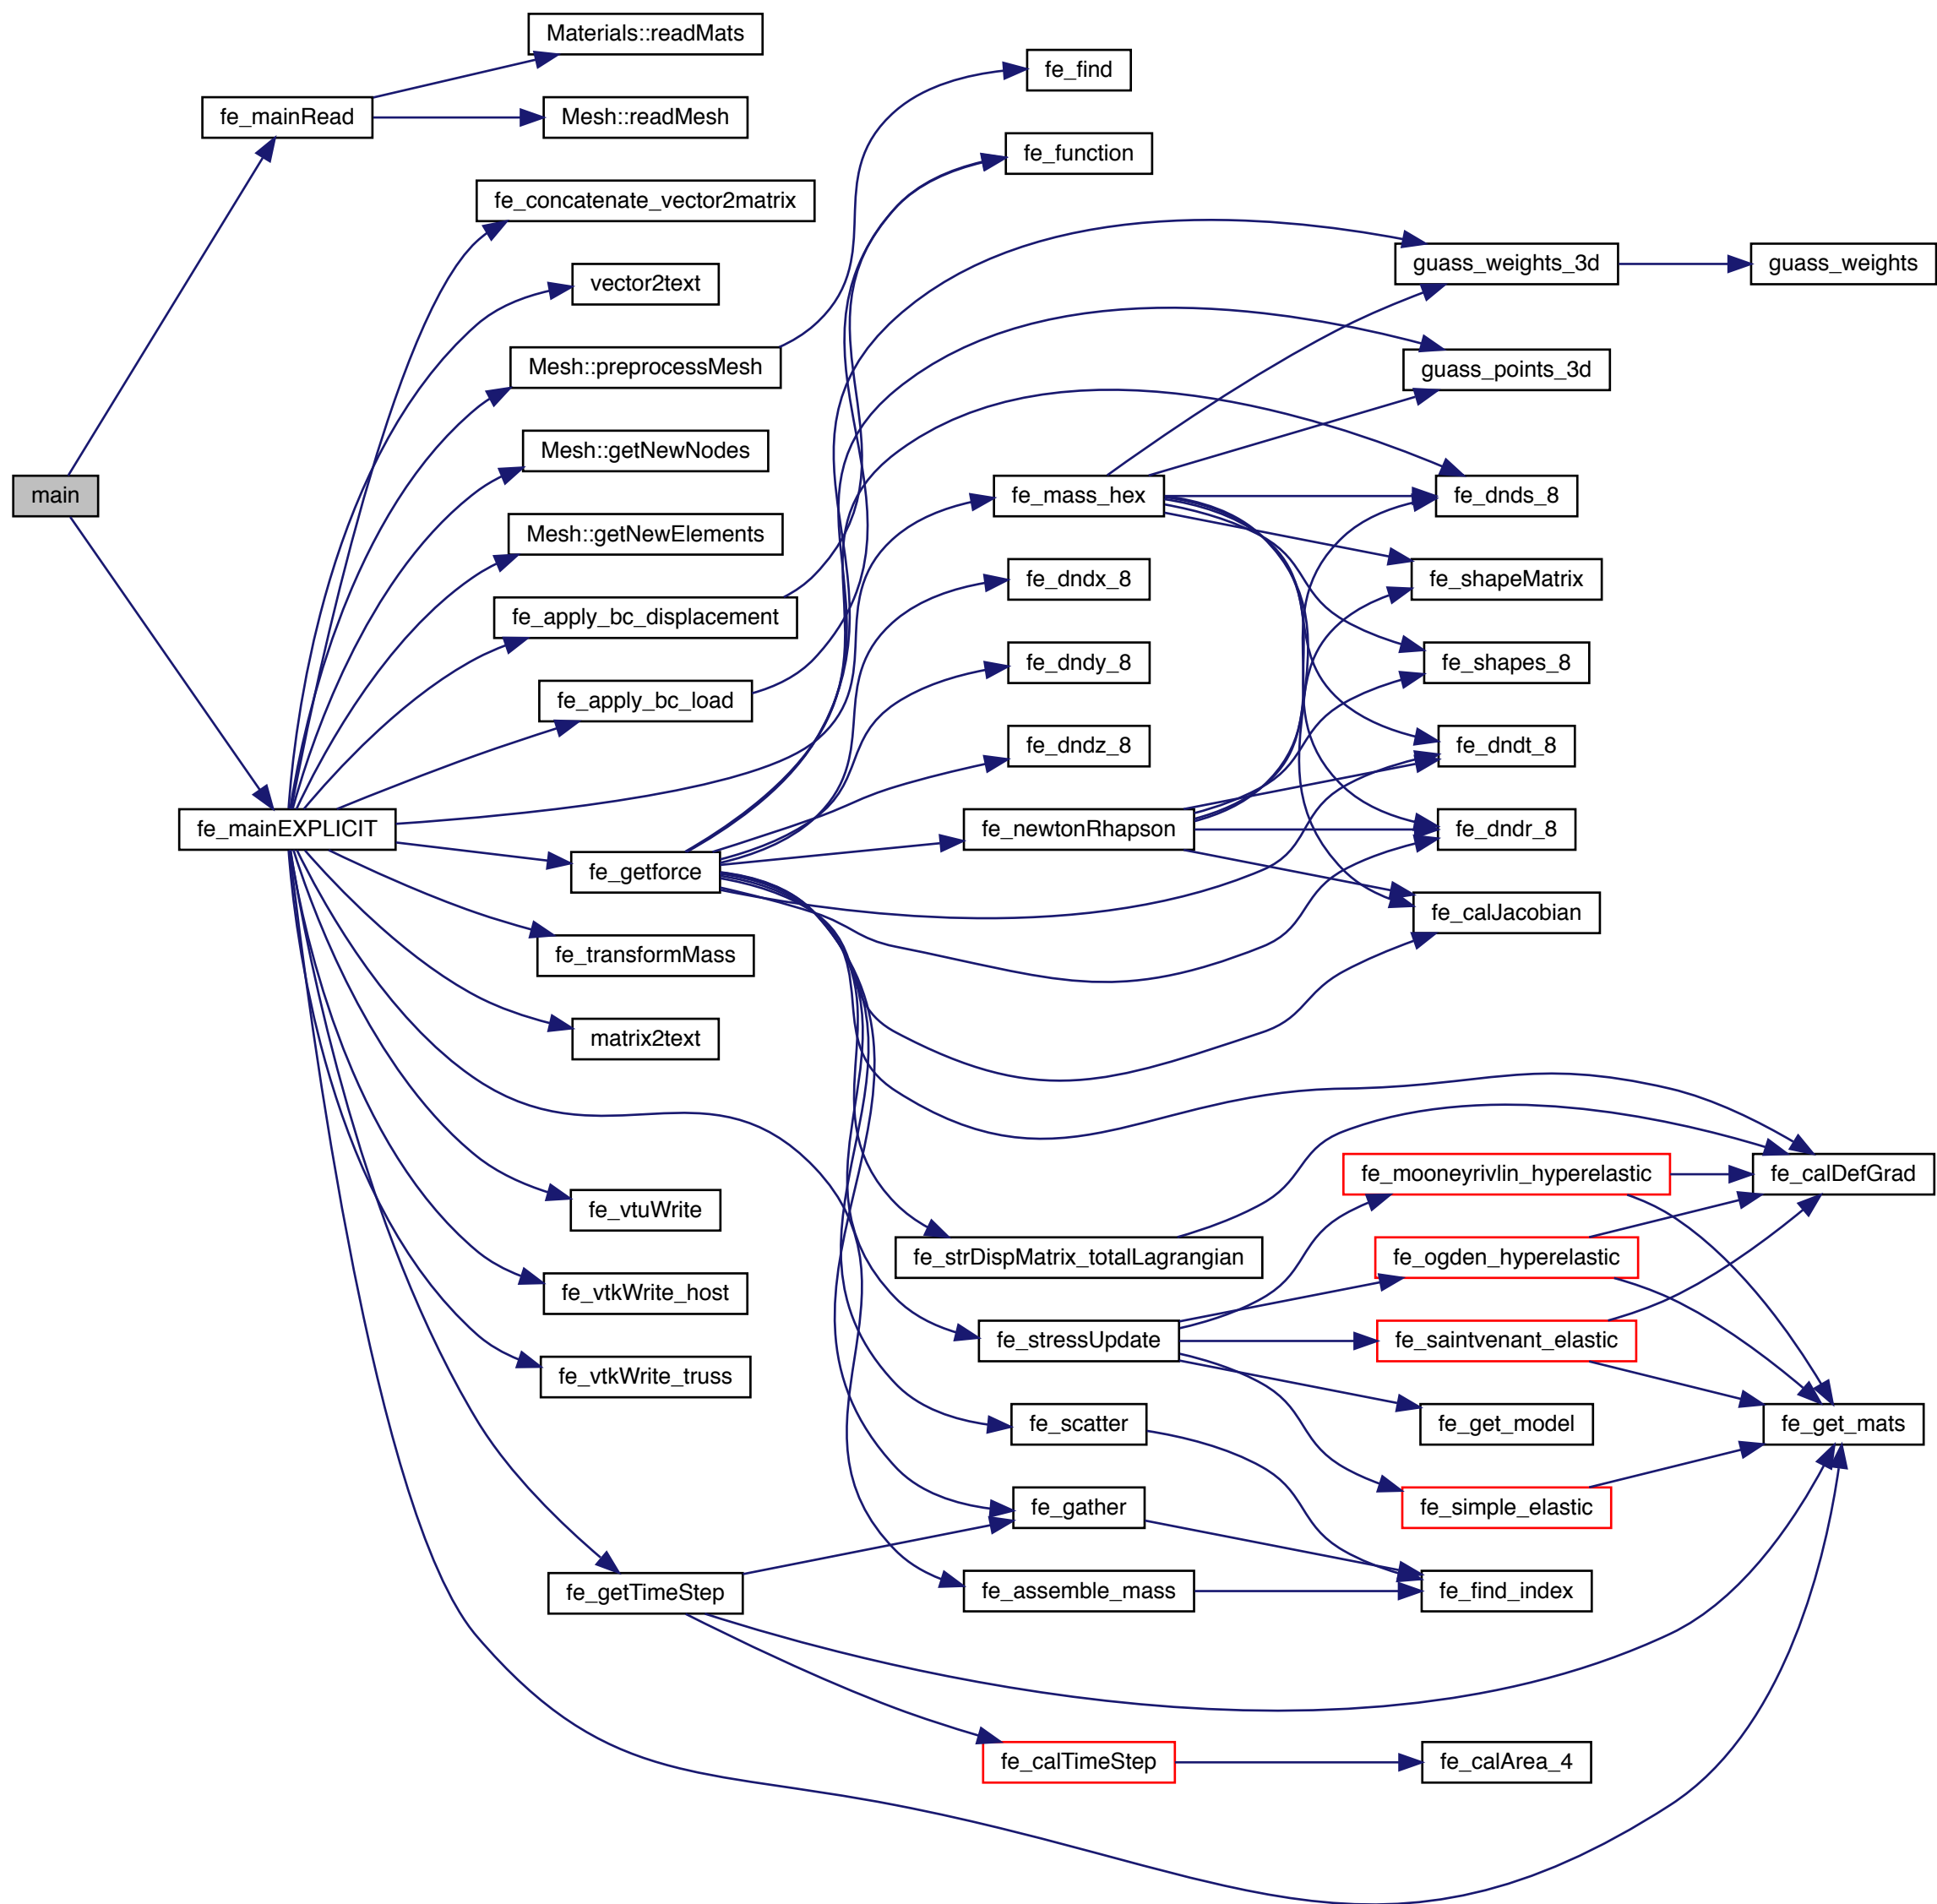 main
fe_mainRead
fe_mainEXPLICIT
Materials::readMats
Mesh::readMesh
fe_concatenate_vector2matrix
vector2text
Mesh::preprocessMesh
Mesh::getNewNodes
Mesh::getNewElements
fe_apply_bc_displacement
fe_apply_bc_load
fe_getforce
fe_transformMass
matrix2text
fe_vtuWrite
fe_vtkWrite_host
fe_vtkWrite_truss
fe_getTimeStep
fe_find
fe_function
fe_mass_hex
fe_dndx_8
fe_dndy_8
fe_dndz_8
fe_newtonRhapson
fe_strDispMatrix_totalLagrangian
fe_stressUpdate
fe_scatter
fe_gather
fe_assemble_mass
fe_calTimeStep
guass_weights_3d
guass_points_3d
fe_dnds_8
fe_shapeMatrix
fe_shapes_8
fe_dndt_8
fe_dndr_8
fe_calJacobian
fe_mooneyrivlin_hyperelastic
fe_ogden_hyperelastic
fe_saintvenant_elastic
fe_get_model
fe_simple_elastic
fe_find_index
fe_calArea_4
guass_weights
fe_calDefGrad
fe_get_mats